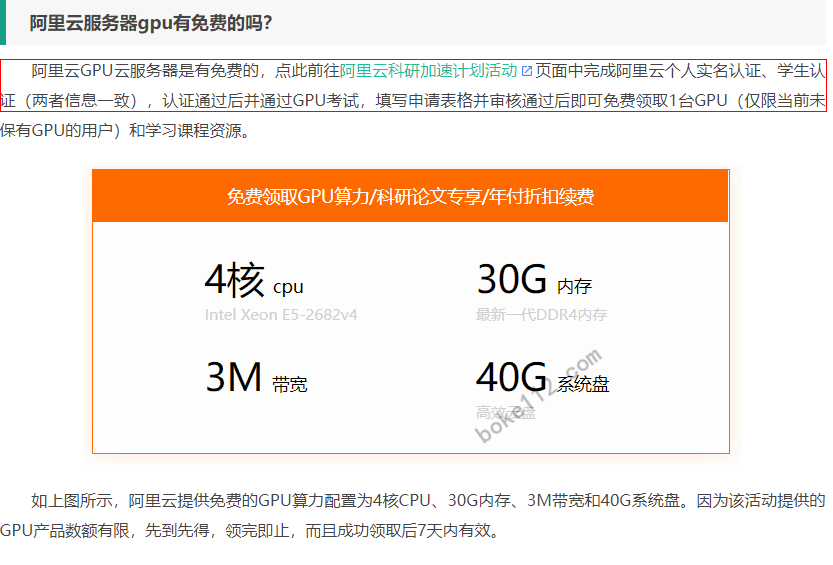 阿里云服务器gpu有免费的吗?
阿里云GPU云服务器是有免费的，点此前往阿里云科研加速计划活动页面中完成阿里云个人实名认证、学生认
证（两者信息一致），认证通过后并通过GPU考试，填写申请表格并审核通过后即可免费领取1台GPU（仅限当前未
保有GPU的用户）和学习课程资源。
免费领取GPU算力/科研论文专享/年付折扣续费
4核 cpu
30G 内存
Intel Xeon E5-2682v4
最新一代DDR4内存
3M 带宽
40G 系统盘
高效云盘
boke112.com
如上图所示，阿里云提供免费的GPU算力配置为4核CPU、30G内存、3M带宽和40G系统盘。因为该活动提供的
GPU产品数额有限，先到先得，领完即止，而且成功领取后7天内有效。